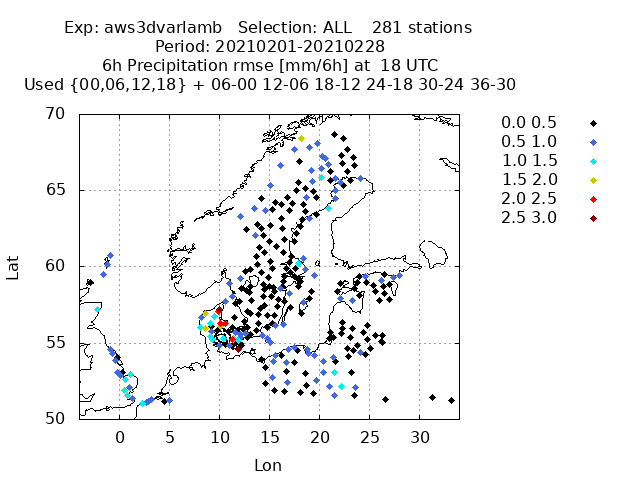 Exp: aws3dvarlamb   Selection: ALL    281 stations
Period: 20210201-20210228
6h Precipitation rmse [mm/6h] at  18 UTC
Used {00,06,12,18} + 06-00 12-06 18-12 24-18 30-24 36-30
70
65
60
55
50
0 5 10 15 20 25 30
Lat
Lon
0.0 0.5
0.5 1.0
1.0 1.5
1.5 2.0
2.0 2.5
2.5 3.0